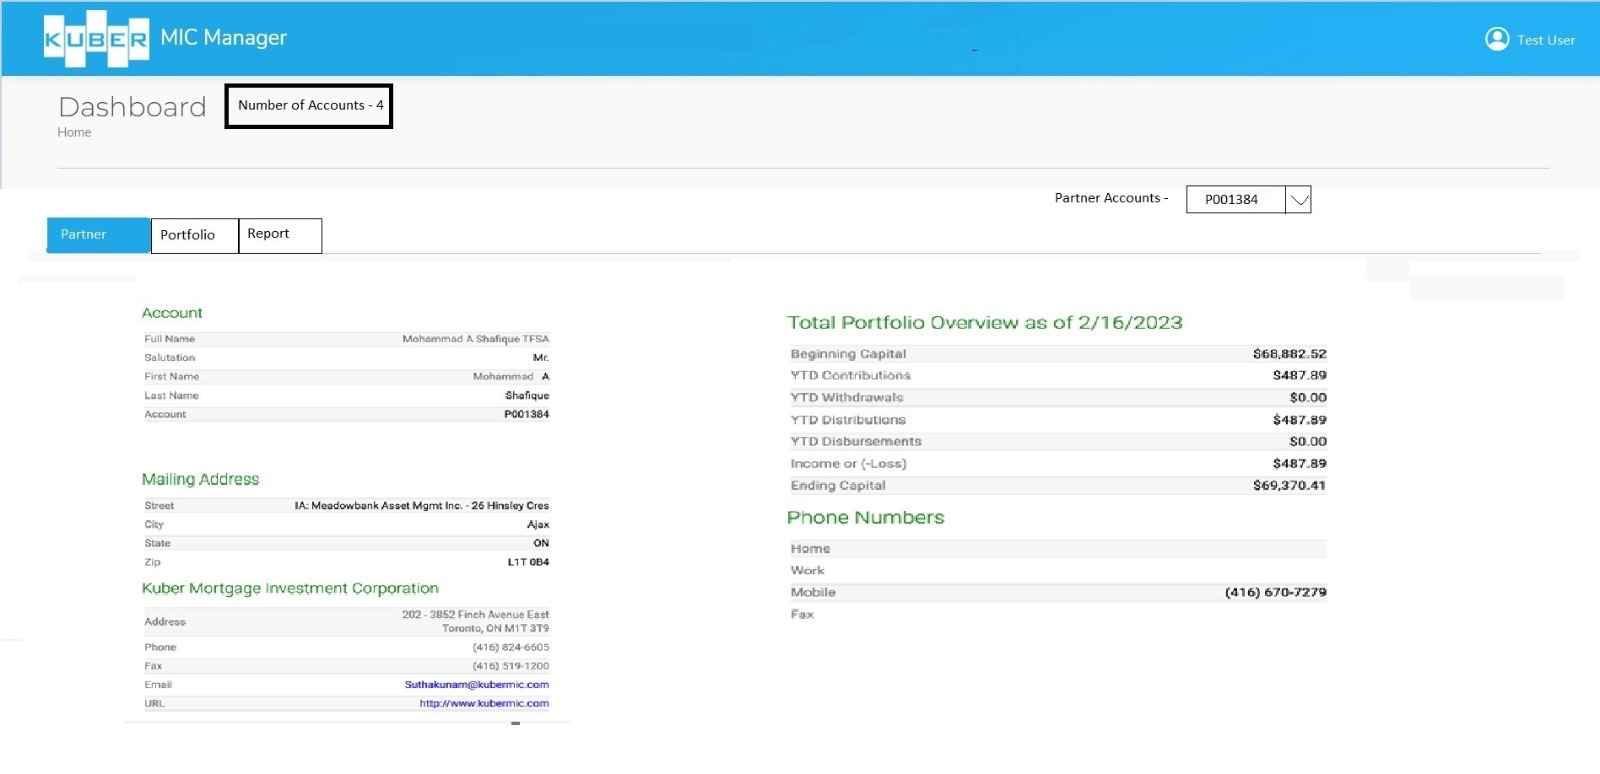 KUBER MIC Manager
Test User
Dashboard
Number of Accounts - 4
Home
Partner Accounts -
P001384
Partner
Portfolio
Report
Account
Full Name Mohammad A Shafique TFSA
Salutation Mr.
First Name Mohammad A
Last Name Shafique
Account P001384
Mailing Address
Street IA: Meadowbank Asset Mgmt Inc. - 26 Hinsley Cres
City Ajax
State ON
Zip L1T 0B4
Kuber Mortgage Investment Corporation
Address 202 - 3852 Finch Avenue East
Toronto, ON M1T 3T9
Phone (416) 824-6605
Fax (416) 519-1200
Email Suthakunam@kubermic.com
URL http://www.kubermic.com
Total Portfolio Overview as of 2/16/2023
Beginning Capital $68,882.52
YTD Contributions $487.89
YTD Withdrawals $0.00
YTD Distributions $487.89
YTD Disbursements $0.00
Income or (-Loss) $487.89
Ending Capital $69,370.41
Phone Numbers
Home
Work
Mobile (416) 670-7279
Fax